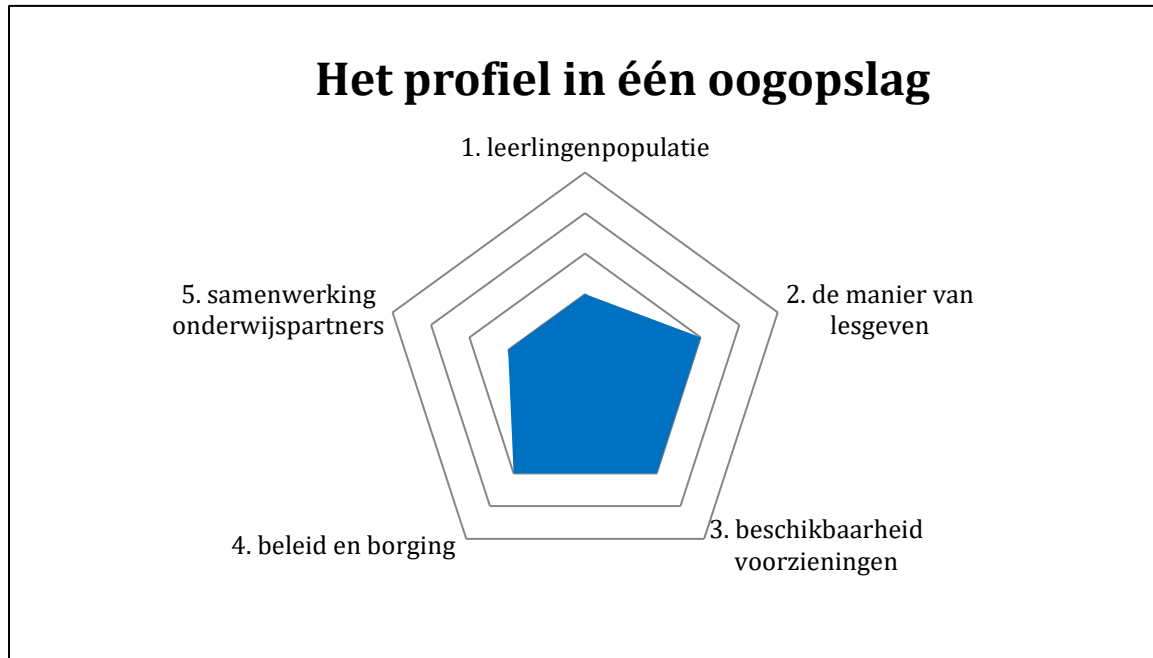 Het profiel in één oogopslag
1. leerlingenpopulatie
2. de manier van
lesgeven
3. beschikbaarheid
voorzieningen
4. beleid en borging
5. samenwerking
onderwijspartners